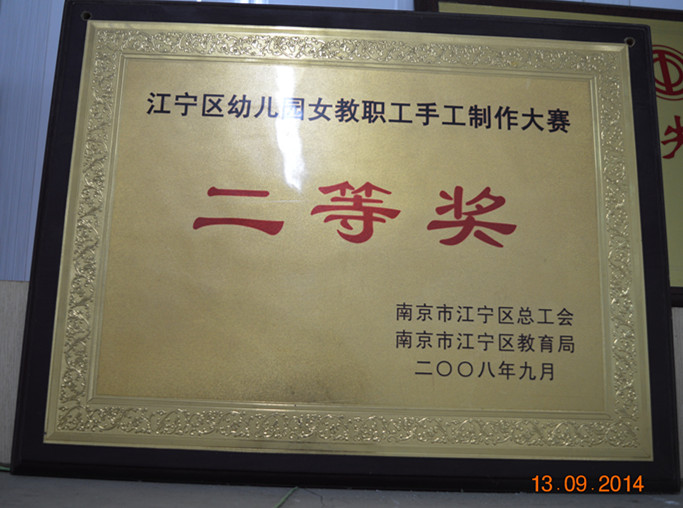 江宁区幼儿园女教职工手工制作大赛
二等奖
南京市江宁区总工会
南京市江宁区教育局
二〇〇八年九月
13.09.2014